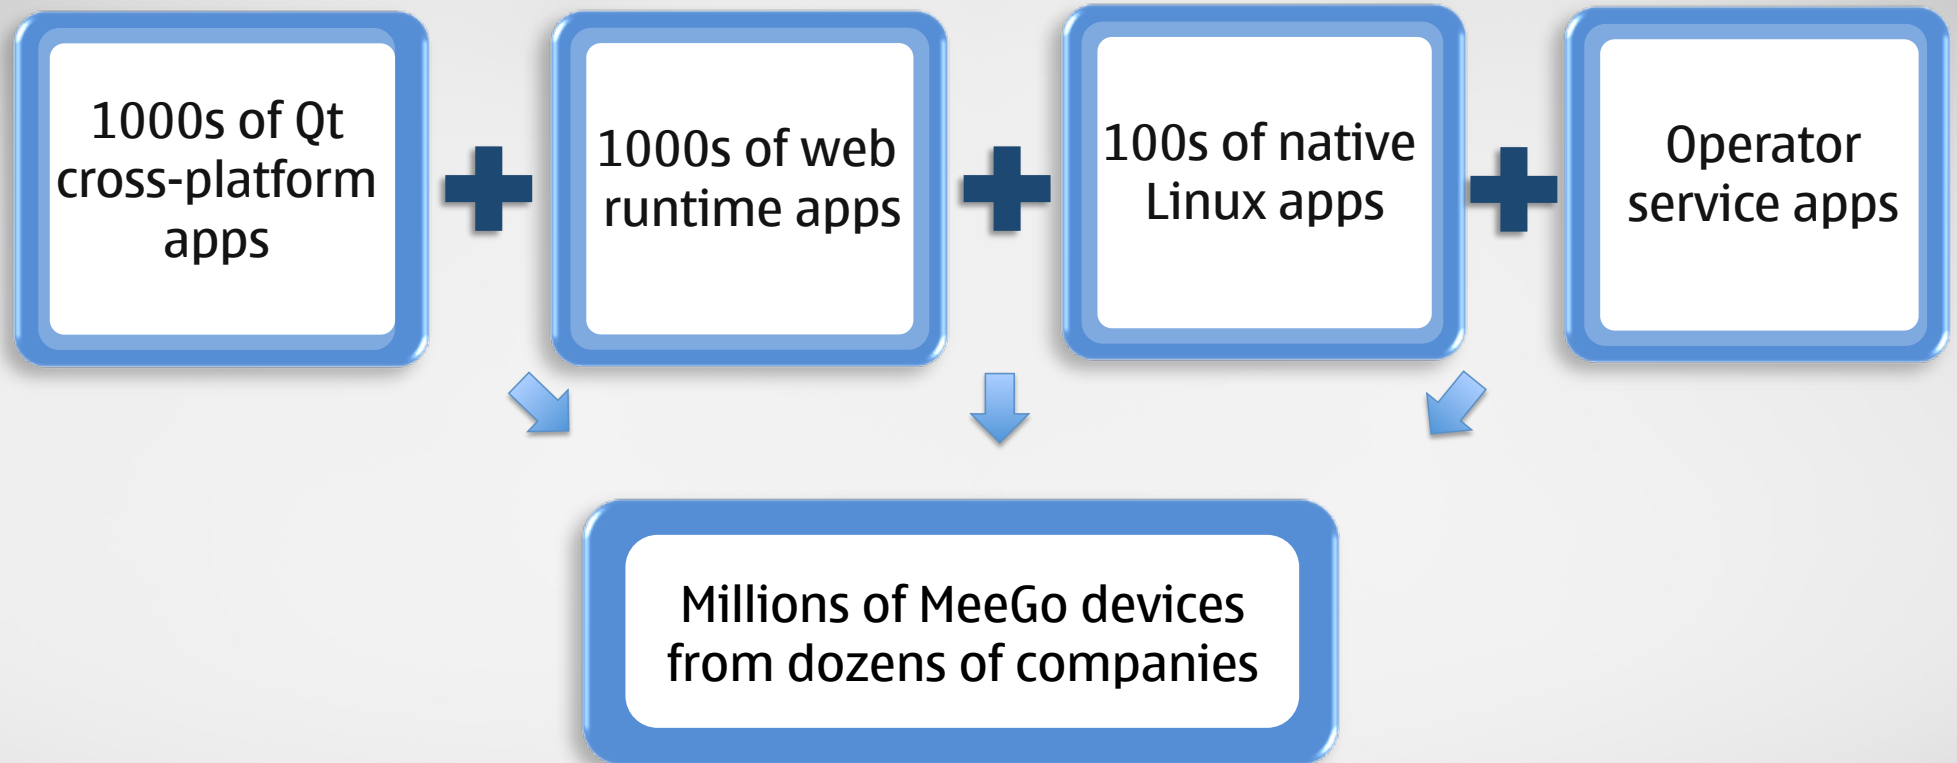 1000s of Qt
cross-platform
apps
1000s of web
runtime apps
100s of native
Linux apps
Operator
service apps
Millions of MeeGo devices
from dozens of companies